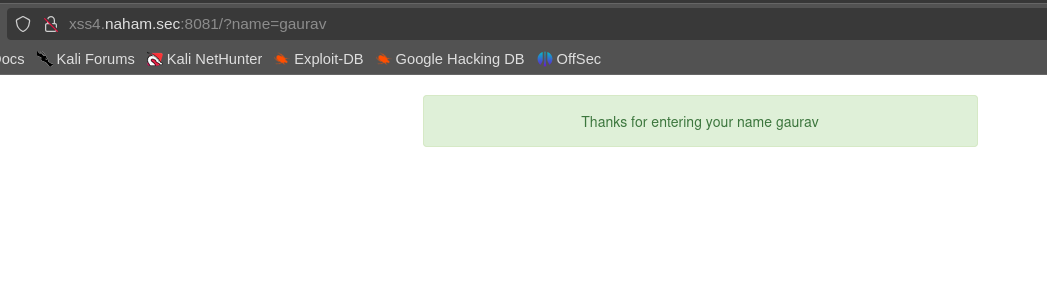 xss4.naham.sec:8081/?name=gaurav
ocs Kali Forums Kali NetHunter Exploit-DB Google Hacking DB OffSec
Thanks for entering your name gaurav